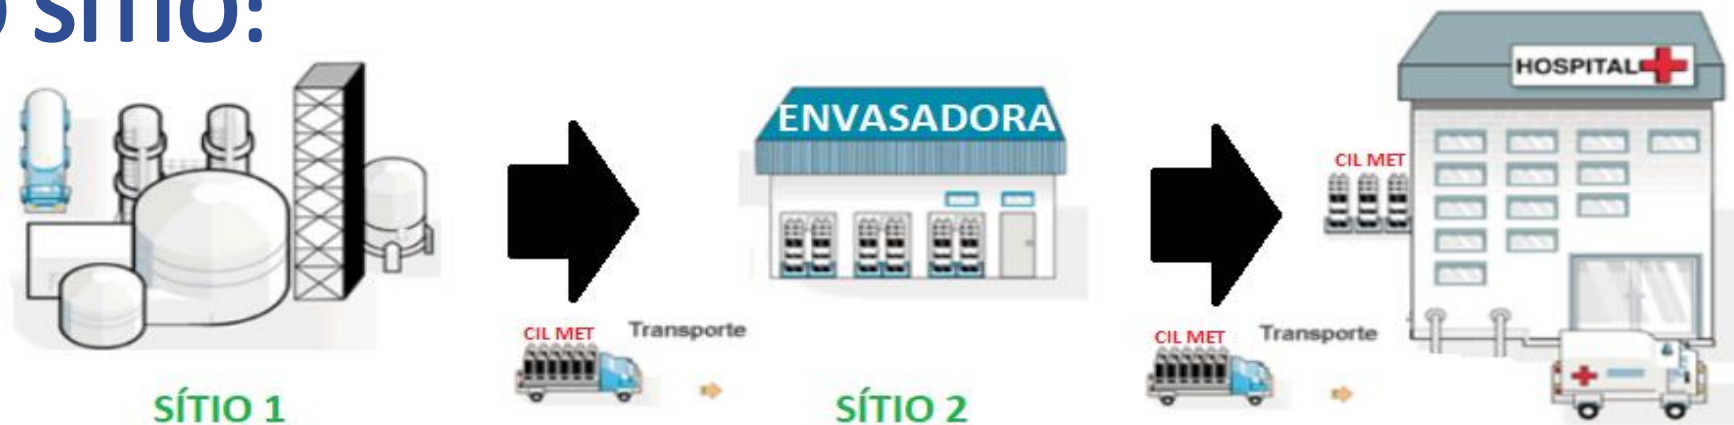 SÍTIO:
ENVASADORA
HOSPITAL
CIL MET
CIL MET
Transporte
CIL MET
Transporte
SÍTIO 1
SÍTIO 2